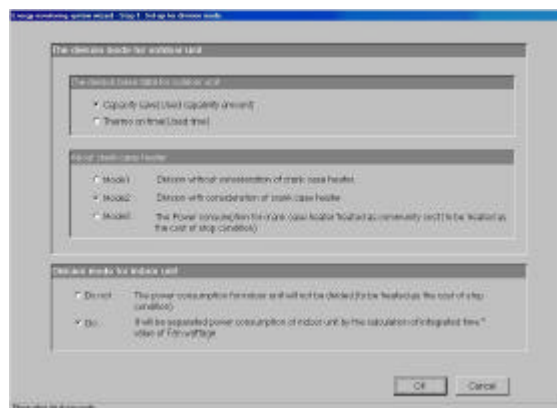 Energy monitoring system wizard - Step 1 Set up for division mode
The division mode for outdoor unit
The division base data for outdoor unit
Capacity save(Used capability amount)
Thermo on time(Used time)
crank case heater
Mode1 Division without consideration of crank case heater.
Mode2 Division with consideration of crank case heater
Mode3 The Power consumption for crank case heater treated as community cost(to be treated as
the cost of stop condition)
Division mode for indoor unit
Do not The power consumption for indoor unit will not be divided.(to be treated as the cost of stop
condition)
Do It will be separated power consumption of indoor unit by the calculation of integrated time *
value of Fan wattage
OK Cancel